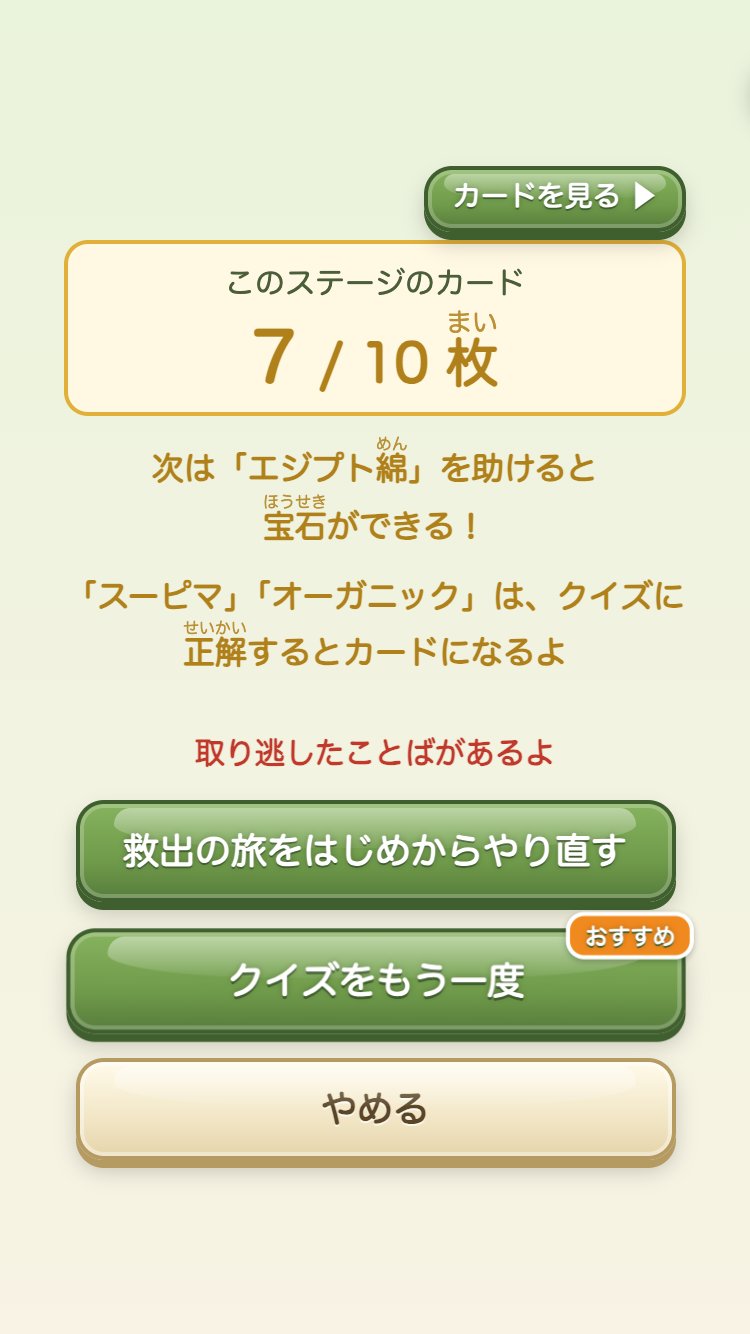 カードを見る ▶
このステージのカード
7 / 10 枚
まい
次は「エジプト綿」を助けると
めん
宝石ができる！
ほうせき
「スーピマ」「オーガニック」は、クイズに
正解するとカードになるよ
せいかい
取り逃したことばがあるよ
救出の旅をはじめからやり直す
おすすめ
クイズをもう一度
やめる